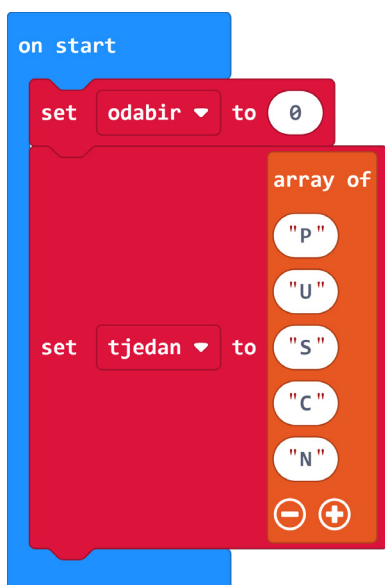 on start
set odabir to 0
array of
"P"
"U"
"S"
set tjedan to
"C"
"N"